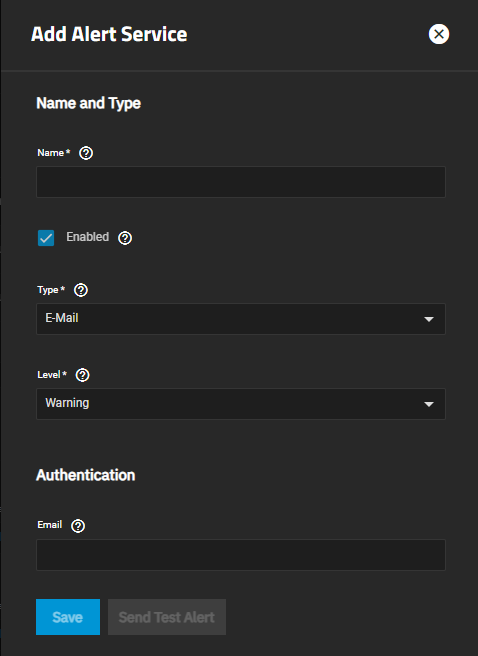 Add Alert Service
Name and Type
Name *
Enabled
Type *
E-Mail
Level *
Warning
Authentication
Email
Save Send Test Alert